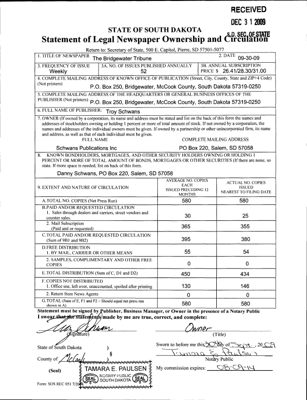 RECEIVED
DEC 31 2009
S.D. SEC. OF STATE
STATE OF SOUTH DAKOTA
Statement of Legal Newspaper Ownership and Circulation
Return to: Secretary of State, 500 E. Capitol, Pierre, SD 57501-5077
1. TITLE OF NEWSPAPER The Bridgewater Tribune
2. DATE 09-30-09
3. FREQUENCY OF ISSUE Weekly
3A. NO. OF ISSUES PUBLISHED ANNUALLY 52
3B. ANNUAL SUBSCRIPTION PRICE $ 26.41/28.30/31.00
4. COMPLETE MAILING ADDRESS OF KNOWN OFFICE OF PUBLICATION (Street, City, County, State and ZIP+4 Code) (Not printers)
P.O. Box 250, Bridgewater, McCook County, South Dakota 57319-0250
5. COMPLETE MAILING ADDRESS OF THE HEADQUARTERS OF GENERAL BUSINESS OFFICE OF THE
PUBLISHER (Not printers) P.O. Box 250, Bridgewater, McCook County, South Dakota 57319-0250
6. FULL NAME OF PUBLISHER: Troy Schwans
7. OWNER (If owned by a corporation, its name and address must be stated and list on the back of this form the names and
addresses of stockholders owning or holding 1 percent or more of total amount of stock. If not owned by a corporation, the
names and addresses of the individual owners must be given. If owned by a partnership or other unincorporated firm, its name
and address, as well as that of each individual must be given.
FULL NAME COMPLETE MAILING ADDRESS
Schwans Publications Inc PO Box 220, Salem, SD 57058
8. KNOWN BONDHOLDERS, MORTGAGES, AND OTHER SECURITY HOLDERS OWNING OR HOLDING 1
PERCENT OR MORE OF TOTAL AMOUNT OF BONDS, MORTGAGES OR OTHER SECURITIES (If there are none, so
state. If more space is needed, list on back of this form.
Danny Schwans, PO Box 220, Salem, SD 57058
9. EXTENT AND NATURE OF CIRCULATION
AVERAGE NO. COPIES EACH ISSUED PRECEDING 12 MONTHS
ACTUAL NO. COPIES ISSUED NEAREST TO FILING DATE
A. TOTAL NO. COPIES (Net Press Run) 580 580
B. PAID AND/OR REQUESTED CIRCULATION
1. Sales through dealers and carriers, street vendors and counter sales. 30 25
2. Mail Subscription (Paid and or requested) 365 355
C. TOTAL PAID AND/OR REQUESTED CIRCULATION (Sum of 9B1 and 9B2) 395 380
D. FREE DISTRIBUTION
1. BY MAIL, CARRIER OR OTHER MEANS 55 54
2. SAMPLES, COMPLIMENTARY AND OTHER FREE COPIES 0 0
E. TOTAL DISTRIBUTION (Sum of C, D1 and D2) 450 434
F. COPIES NOT DISTRIBUTED
1. Office use, left over, unaccounted, spoiled after printing 130 146
2. Return from News Agents 0 0
G. TOTAL (Sum of E, F1 and F2 – Should equal net press run shown in A) 580 580
Statement must be signed by Publisher, Business Manager, or Owner in the presence of a Notary Public
I swear that the statements made by me are true, correct, and complete:
Owner
(Signature) (Title)
State of South Dakota
Sworn to before me this 30th of Sept., 2009
County of McCook
Tamara E. Paulsen
Notary Public
(Seal)
TAMARA E. PAULSEN
NOTARY PUBLIC
SOUTH DAKOTA
SEAL SEAL
My commission expires:
Form: SOS REC 051